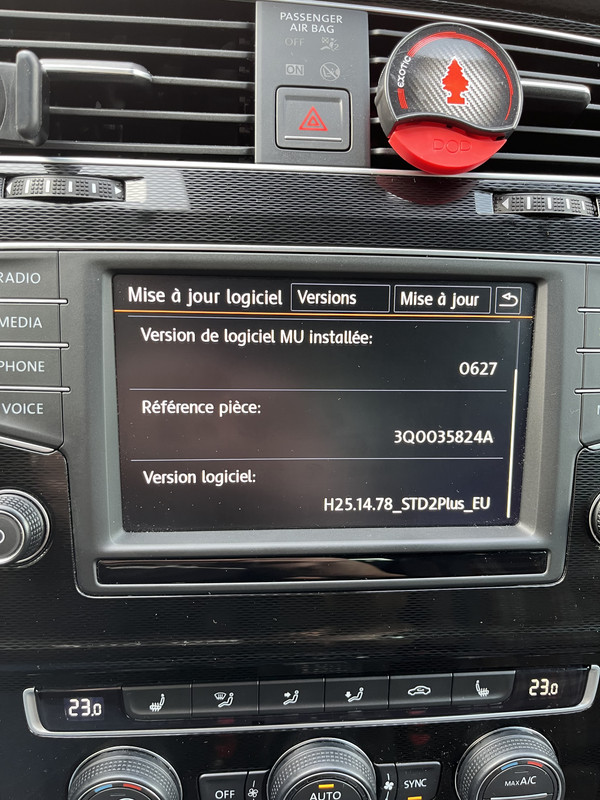 PASSENGER
AIR BAG
OFF
ON
EXOTIC
POP
RADIO
MEDIA
PHONE
VOICE
Mise à jour logiciel Versions Mise à jour
Version de logiciel MU installée:
0627
Référence pièce:
3Q0035824A
Version logiciel:
H25.14.78_STD2Plus_EU
23.0
23.0
OFF
AUTO
SYNC
MAX A/C